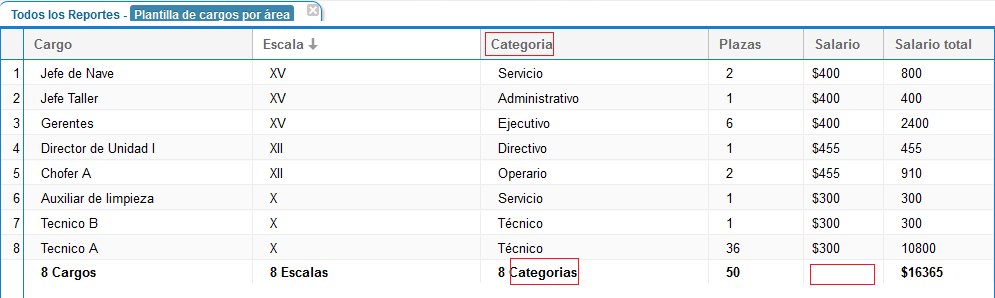 Todos los Reportes - Plantilla de cargos por área
Cargo Escala Categoria Plazas Salario Salario total
1 Jefe de Nave XV Servicio 2 $400 800
2 Jefe Taller XV Administrativo 1 $400 400
3 Gerentes XV Ejecutivo 6 $400 2400
4 Director de Unidad I XII Directivo 1 $455 455
5 Chofer A XII Operario 2 $455 910
6 Auxiliar de limpieza X Servicio 1 $300 300
7 Tecnico B X Técnico 1 $300 300
8 Tecnico A X Técnico 36 $300 10800
8 Cargos 8 Escalas 8 Categorias 50 $16365